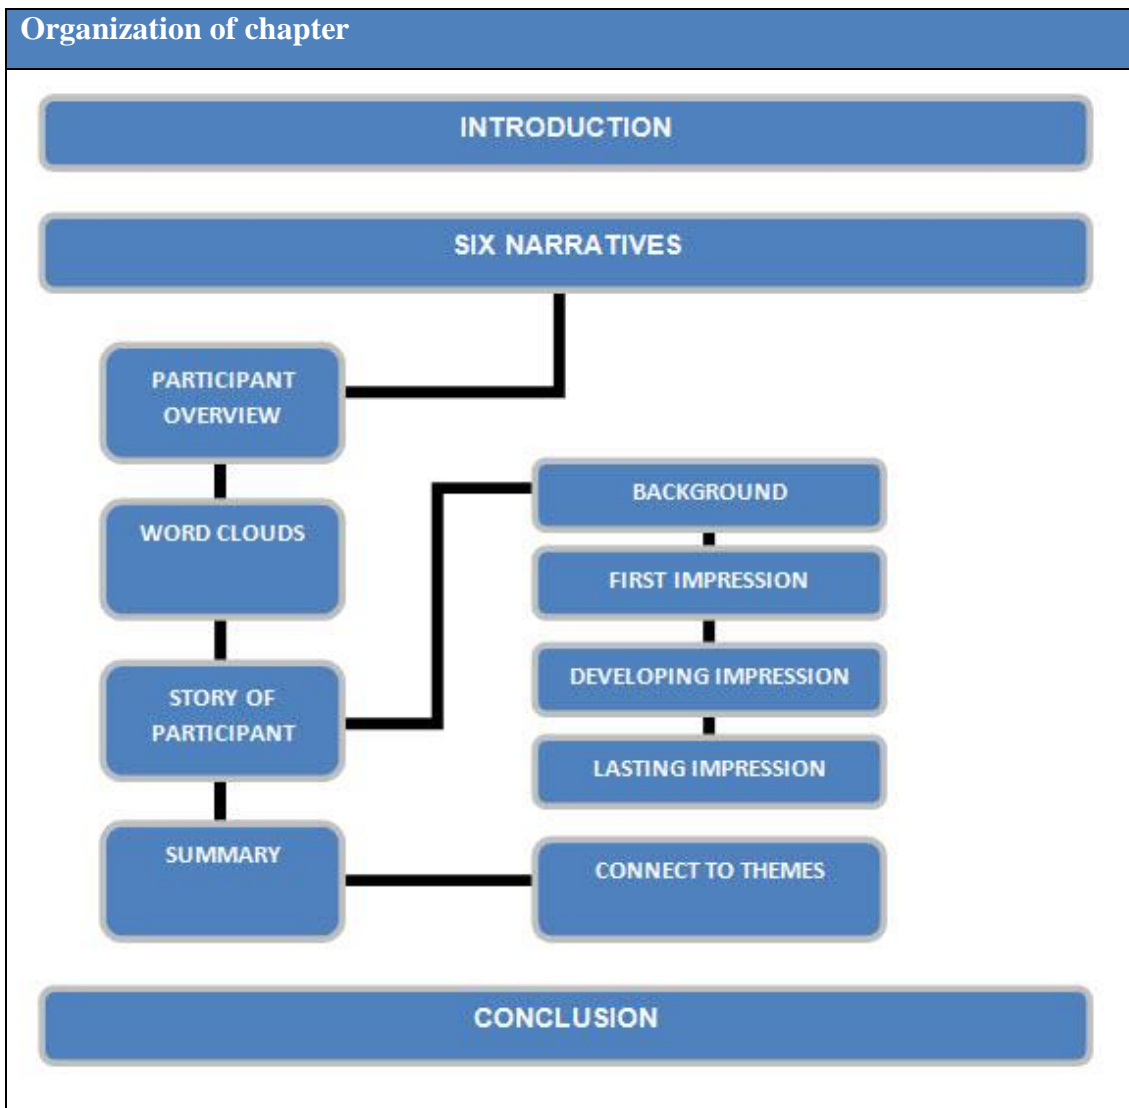 Organization of chapter
INTRODUCTION
SIX NARRATIVES
PARTICIPANT
OVERVIEW
WORD CLOUDS
STORY OF
PARTICIPANT
BACKGROUND
FIRST IMPRESSION
DEVELOPING IMPRESSION
LASTING IMPRESSION
SUMMARY
CONNECT TO THEMES
CONCLUSION